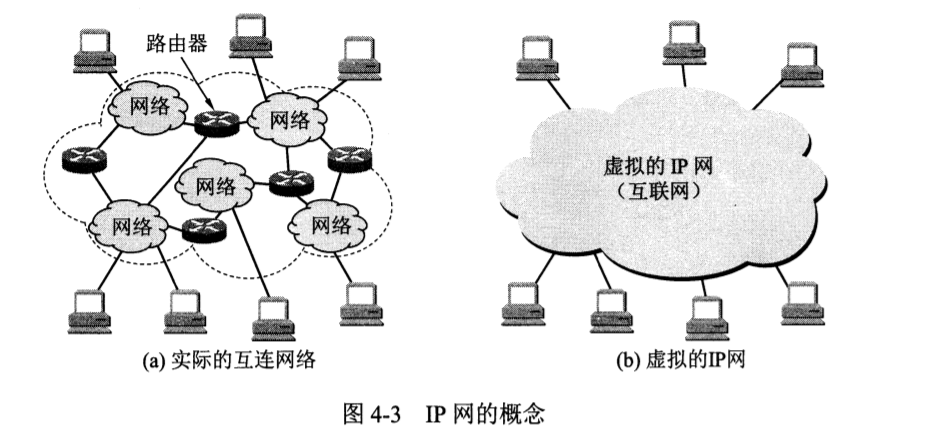 路由器
网络
网络
网络
网络
网络
(a) 实际的互连网络
虚拟的 IP 网
（互联网）
(b) 虚拟的IP网
图 4-3 IP 网的概念